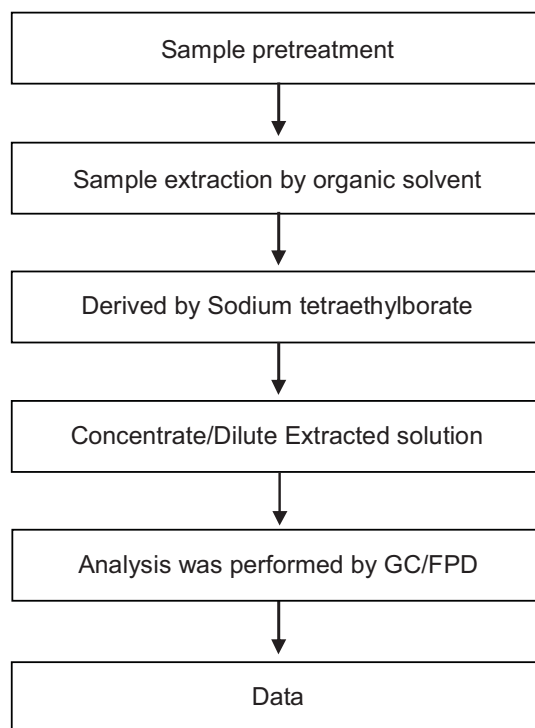 Sample pretreatment
Sample extraction by organic solvent
Derived by Sodium tetraethylborate
Concentrate/Dilute Extracted solution
Analysis was performed by GC/FPD
Data